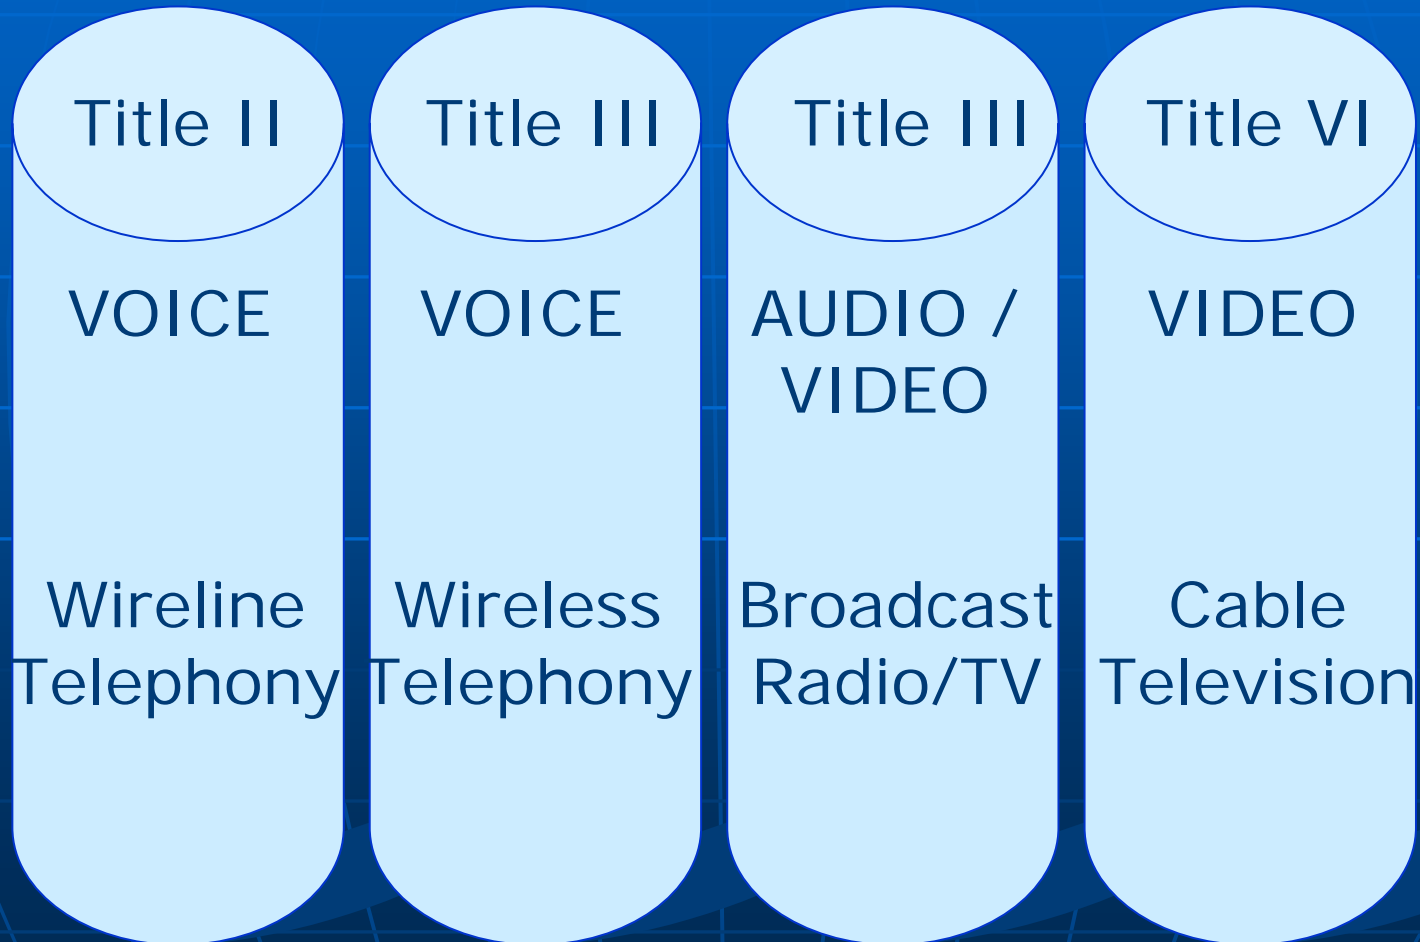 Title II
VOICE
Wireline
Telephony
Title III
VOICE
Wireless
Telephony
Title III
AUDIO /
VIDEO
Broadcast
Radio/TV
Title VI
VIDEO
Cable
Television